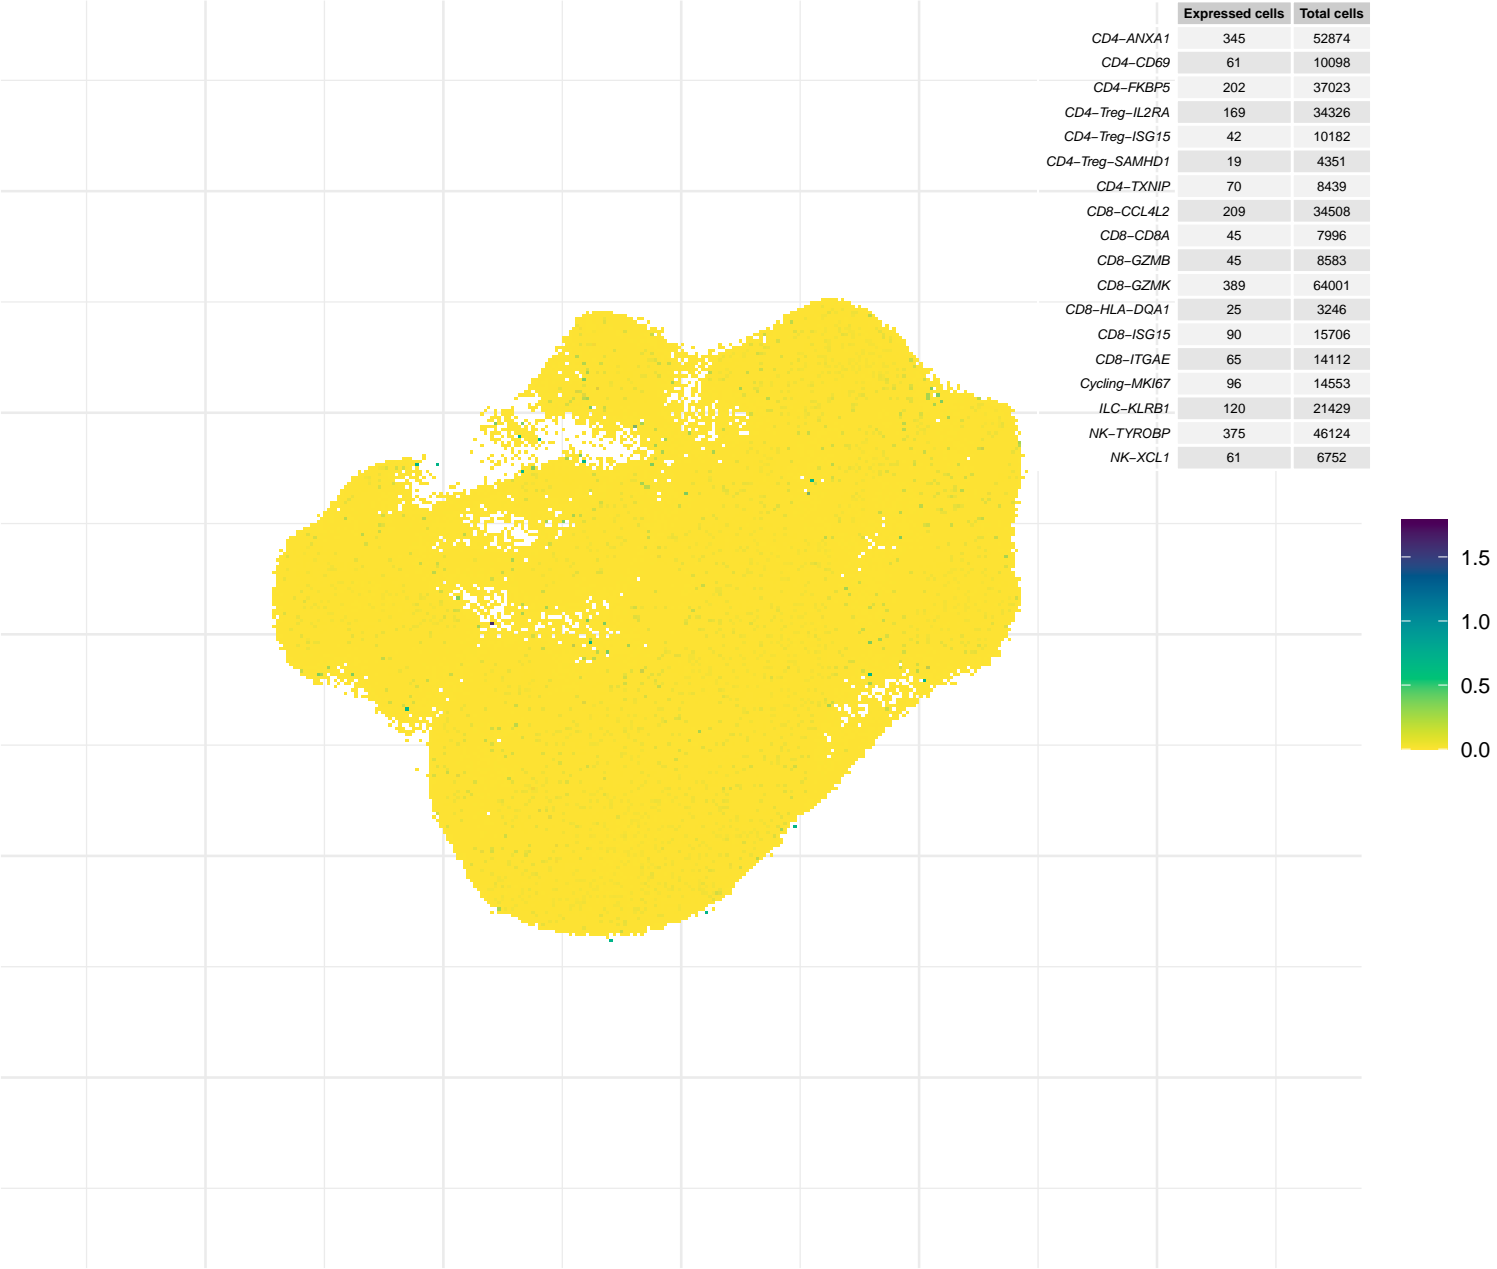 Expressed cells Total cells
CD4−ANXA1 345 52874
CD4−CD69 61 10098
CD4−FKBP5 202 37023
CD4−Treg−IL2RA 169 34326
CD4−Treg−ISG15 42 10182
CD4−Treg−SAMHD1 19 4351
CD4−TXNIP 70 8439
CD8−CCL4L2 209 34508
CD8−CD8A 45 7996
CD8−GZMB 45 8583
CD8−GZMK 389 64001
CD8−HLA−DQA1 25 3246
CD8−ISG15 90 15706
CD8−ITGAE 65 14112
Cycling−MKI67 96 14553
ILC−KLRB1 120 21429
NK−TYROBP 375 46124
NK−XCL1 61 6752
1.5
1.0
0.5
0.0